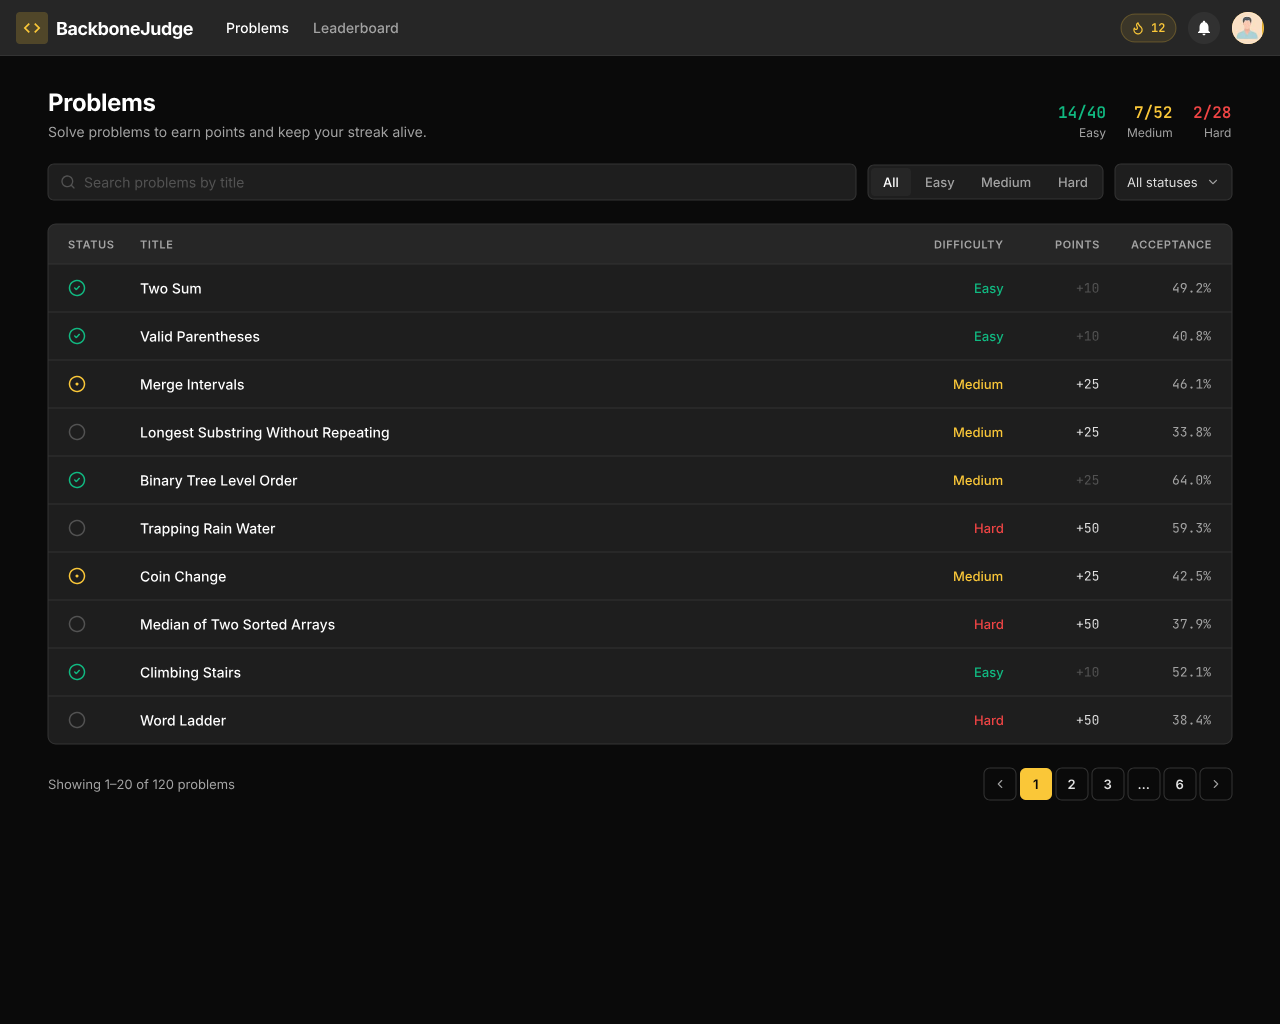 BackboneJudge Problems Leaderboard 12
Problems
Solve problems to earn points and keep your streak alive.
14/40 7/52 2/28
Easy Medium Hard
Search problems by title All Easy Medium Hard All statuses
STATUS TITLE DIFFICULTY POINTS ACCEPTANCE
Two Sum Easy +10 49.2%
Valid Parentheses Easy +10 40.8%
Merge Intervals Medium +25 46.1%
Longest Substring Without Repeating Medium +25 33.8%
Binary Tree Level Order Medium +25 64.0%
Trapping Rain Water Hard +50 59.3%
Coin Change Medium +25 42.5%
Median of Two Sorted Arrays Hard +50 37.9%
Climbing Stairs Easy +10 52.1%
Word Ladder Hard +50 38.4%
Showing 1–20 of 120 problems 1 2 3 ... 6